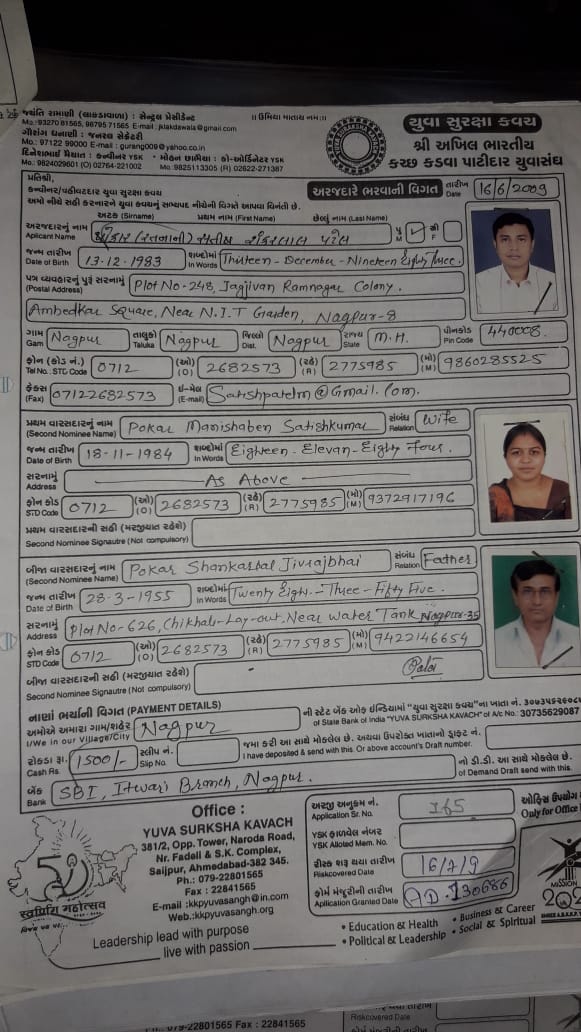 જ્યંતિ રામાણી (લાકડાવાળા) : સેન્ટ્રલ પ્રેસીડેન્ટ
Mo.-93270 81565, 98795 71565 E-mail : jklakdawala@gmail.com
ગૌરાંગ ધનાણી : જનરલ સેક્રેટરી
Mo.: 97122 99000 E-mail : gurang009@yahoo.co.in
દિનેશભાઈ મૈયાત : કન્વીનર YSK • મોહન છાભૈયા : કો-ઓર્ડિનેટર YSK
Mo.: 9824029601 (O) 02764-221002 Mo.: 9825113305 (R) 02622-271387
।। ઉમિયા માતાય નમઃ ।।
યુવા સુરક્ષા કવચ
શ્રી અખિલ ભારતીય
કચ્છ કડવા પાટીદાર યુવાસંઘ
પ્રતિશ્રી,
કન્વીનર/વહીવટદાર યુવા સુરક્ષા કવચ
અરજદારે ભરવાની વિગત તારીખ Date 16/6/2009
અમો નીચે સહી કરનારને યુવા કવચનું સભ્યપદ નીચેની વિગતે આપવા વિનંતી છે.
અટક (Sirname) પ્રથમ નામ (First Name) છેલ્લું નામ (Last Name)
અરજદારનું નામ Aplicant Name પોકાર (રતનાની) સતીષ શંકરલાલ પટેલ પુ M ✓ સ્ત્રી F
જન્મ તારીખ Date of Birth 13-12-1983 શબ્દોમાં In Words Thirteen - December - Nineteen Eighty Three.
પત્ર વ્યવહારનું પુરૂં સરનામું (Postal Address) Plot No-248, Jagjivan Ramnagar Colony.
Ambedkar Square, Near N.I.T Garden, Nagpur-8
ગામ Gam Nagpur તાલુકો Taluka Nagpur જિલ્લો Dist. Nagpur રાજ્ય State M.H. પીનકોડ Pin Code 440008.
ફોન (કોડ નં.) Tel No. STC Code 0712 (ઓ) (O) 2682573 (રહે) (R) 2775985 (મો) (M) 9860285525
ફેક્સ (Fax) 07122682573 ઈ-મેલ (E-mail) Satishpatelm@Gmail.Com.
પ્રથમ વારસદારનું નામ (Second Nominee Name) Pokar Manishaben Satishkumar સંબંધ Relation Wife
જન્મ તારીખ Date of Birth 18-11-1984 શબ્દોમાં In Words Eighteen - Elevan - Eighty Four.
સરનામું Address As Above
ફોન કોડ STD Code 0712 (ઓ) (O) 2682573 (રહે) (R) 2775985 (મો) (M) 9372917196
પ્રથમ વારસદારની સહી (મરજીયાત રહેશે)
Second Nominee Signautre (Not compulsory)
બીજા વારસદારનું નામ (Second Nominee Name) Pokar Shankarlal Jivrajbhai સંબંધ Relation Father
જન્મ તારીખ Date of Birth 28-3-1955 શબ્દોમાં In Words Twenty Eight - Three - Fifty Five.
સરનામું Address Plot No-626, Chikhali-Lay-out, Near Water Tank, Nagpur-35
ફોન કોડ STD Code 0712 (ઓ) (O) 2682573 (રહે) (R) 2775985 (મો) (M) 9422146654
બીજા વારસદારની સહી (મરજીયાત રહેશે)
Second Nominee Signautre (Not compulsory)
નાણાં ભર્યાની વિગત (PAYMENT DETAILS)
અમોએ અમારા ગામ/શહેર I/We in our Village/City Nagpur
ની સ્ટેટ બેંક ઓફ ઈન્ડિયામાં "યુવા સુરક્ષા કવચ"ના ખાતા નં.
of State Bank of India "YUVA SURKSHA KAVACH" of A/c No.: 30735629087
રોકડા રૂા. Cash Rs. 1500/- સ્લીપ નં. Slip No.
જમા કરી આ સાથે મોકલેલ છે. અથવા ઉપરોક્ત ખાતાનો ડ્રાફ્ટ નં.
I have deposited & send with this. Or above account's Draft number.
બેંક Bank SBI, Itwari Branch, Nagpur. નો ડી.ડી. આ સાથે મોકલેલ છે.
of Demand Draft send with this.
Office :
YUVA SURKSHA KAVACH
381/2, Opp. Tower, Naroda Road,
Nr. Fadeli & S.K. Complex,
Saijpur, Ahmedabad-382 345.
Ph.: 079-22801565
Fax : 22841565
E-mail :kkpyuvasangh@in.com
Web.:kkpyuvasangh.org
સ્વર્ણિમ મહોત્સવ
Leadership lead with purpose
live with passion
અરજી અનુક્રમ નં. Application Sr. No. 165
YSK ફાળવેલ નંબર
YSK Alloted Mem. No.
રીસ્ક શરૂ થયા તારીખ Riskcovered Date 16/7/9
ફોર્મ મંજુરીની તારીખ Apllication Granted Date AD.130686
ઓફિસ ઉપયોગ
Only for Office
MISSION
• Education & Health • Business & Career
• Political & Leadership • Social & Spiritual
Riskcovered Date
079-22801565 Fax : 22841565